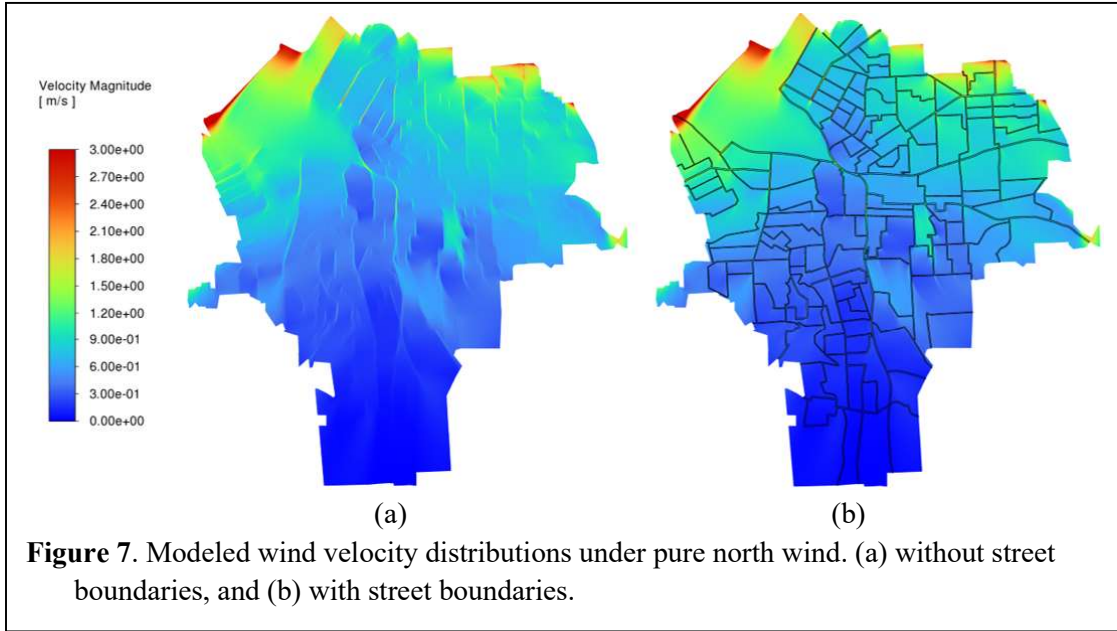 Velocity Magnitude
[ m/s ]
3.00e+00
2.70e+00
2.40e+00
2.10e+00
1.80e+00
1.50e+00
1.20e+00
9.00e-01
6.00e-01
3.00e-01
0.00e+00
(a) (b)
Figure 7. Modeled wind velocity distributions under pure north wind. (a) without street
boundaries, and (b) with street boundaries.